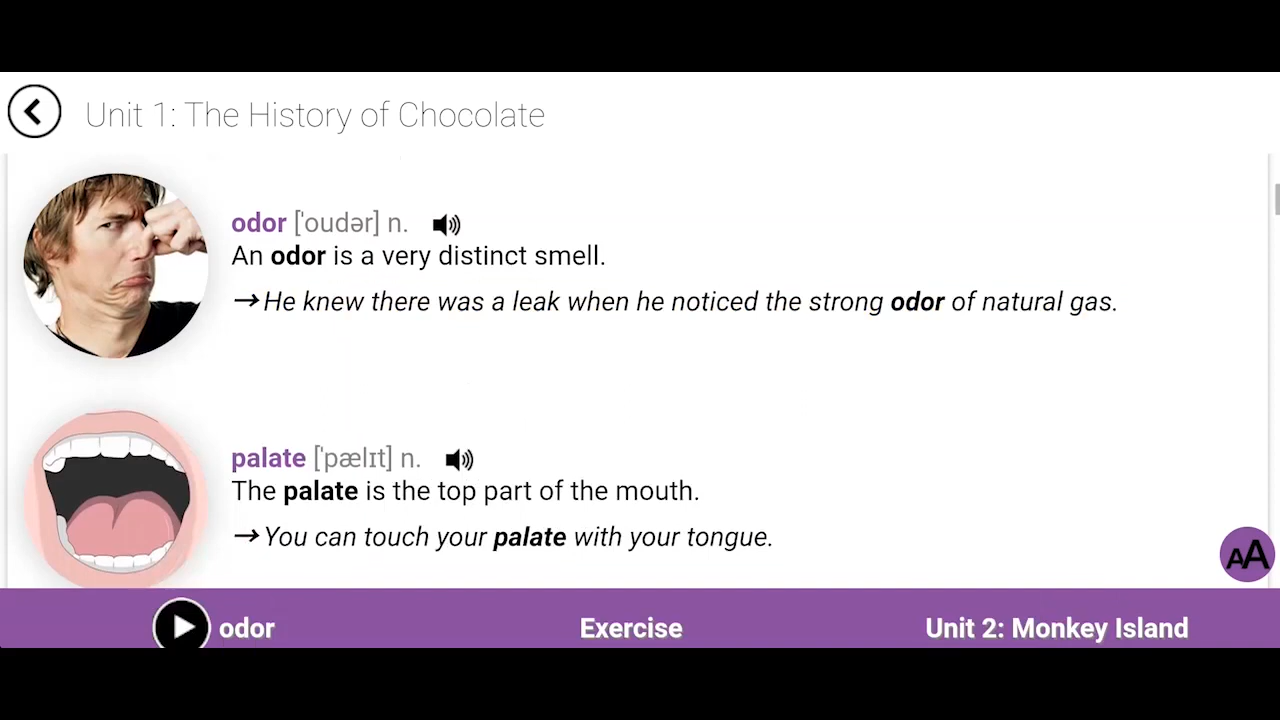 Unit 1: The History of Chocolate
odor [ˈoudər] n.
An odor is a very distinct smell.
→ He knew there was a leak when he noticed the strong odor of natural gas.
palate [ˈpælɪt] n.
The palate is the top part of the mouth.
→ You can touch your palate with your tongue.
AA
odor Exercise Unit 2: Monkey Island